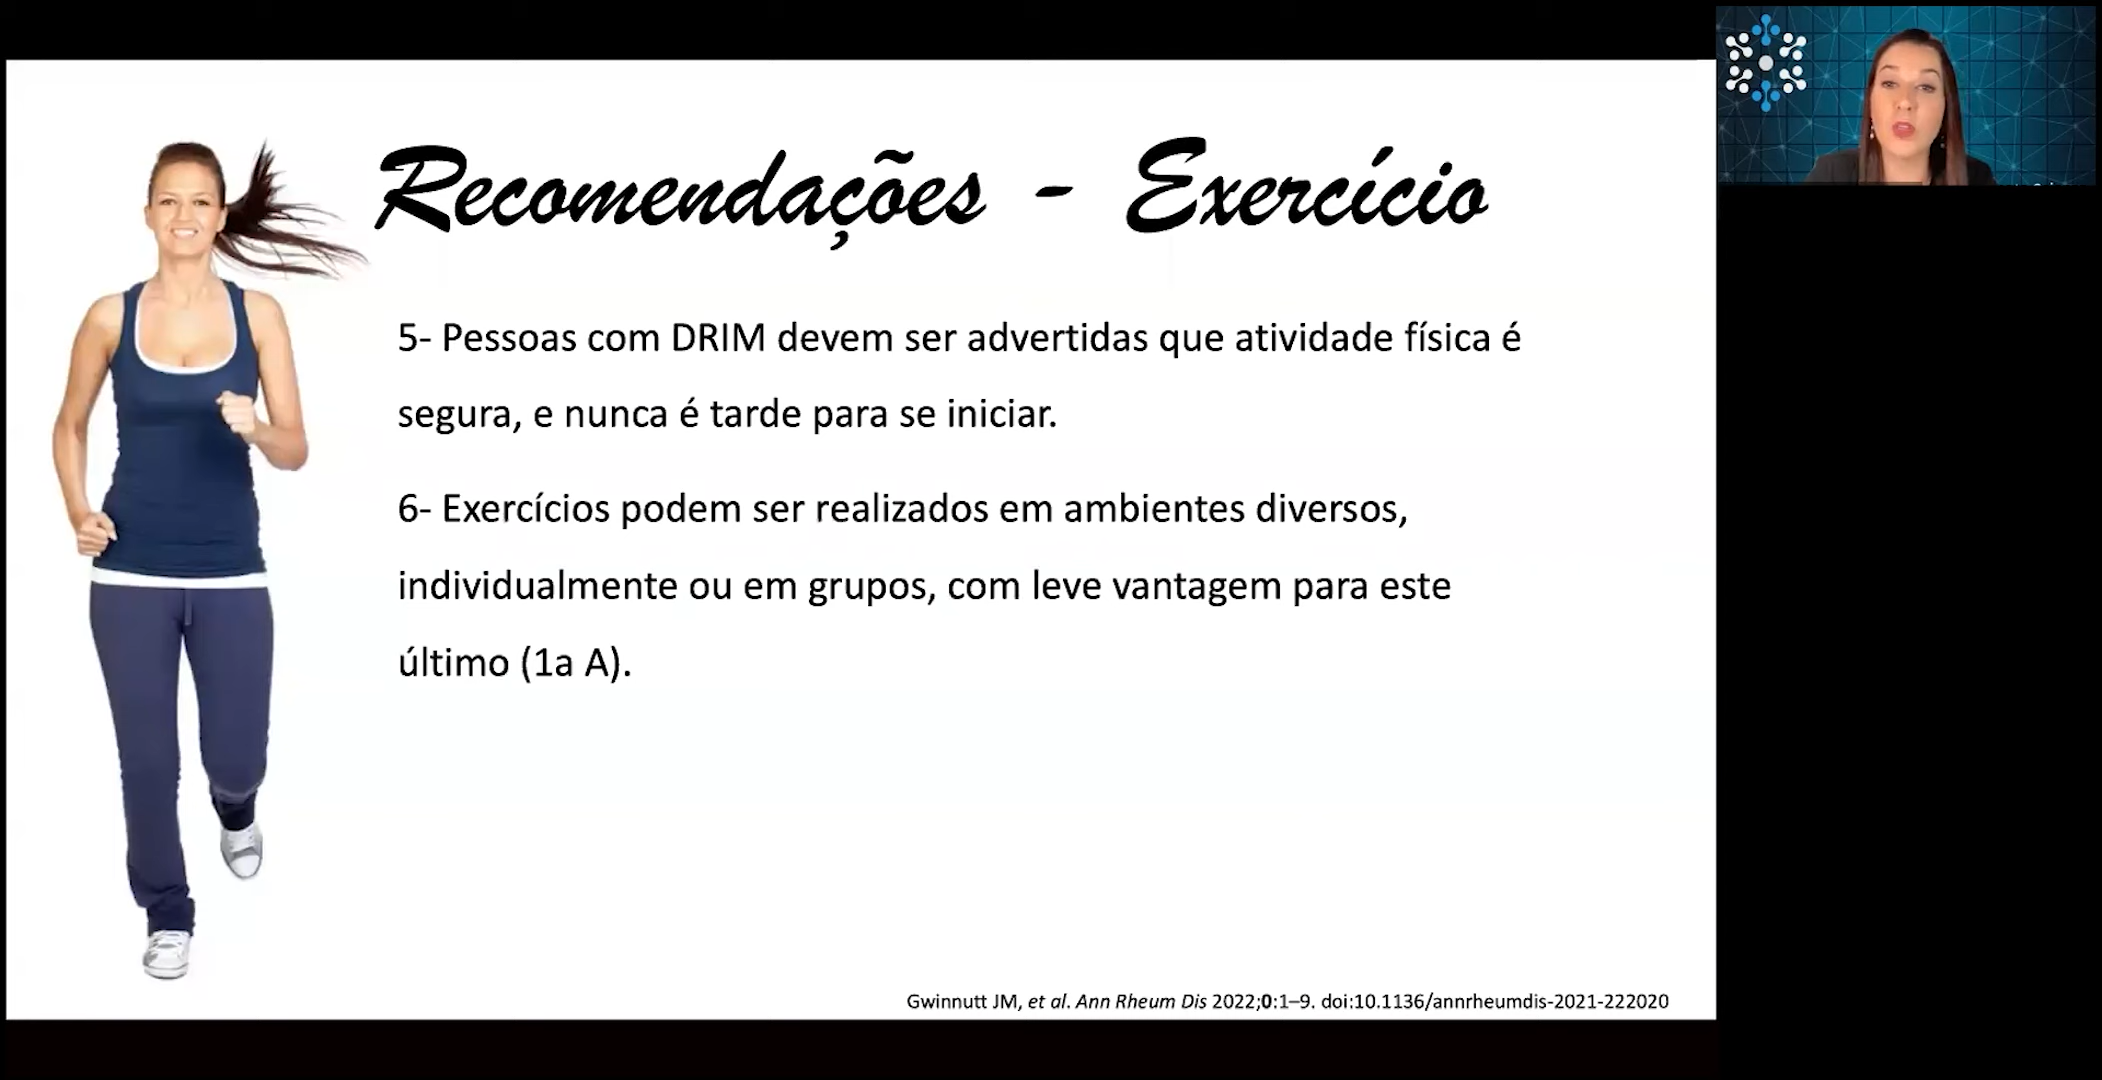 Recomendações - Exercício
5- Pessoas com DRIM devem ser advertidas que atividade física é
segura, e nunca é tarde para se iniciar.
6- Exercícios podem ser realizados em ambientes diversos,
individualmente ou em grupos, com leve vantagem para este
último (1a A).
Gwinnutt JM, et al. Ann Rheum Dis 2022;0:1–9. doi:10.1136/annrheumdis-2021-222020